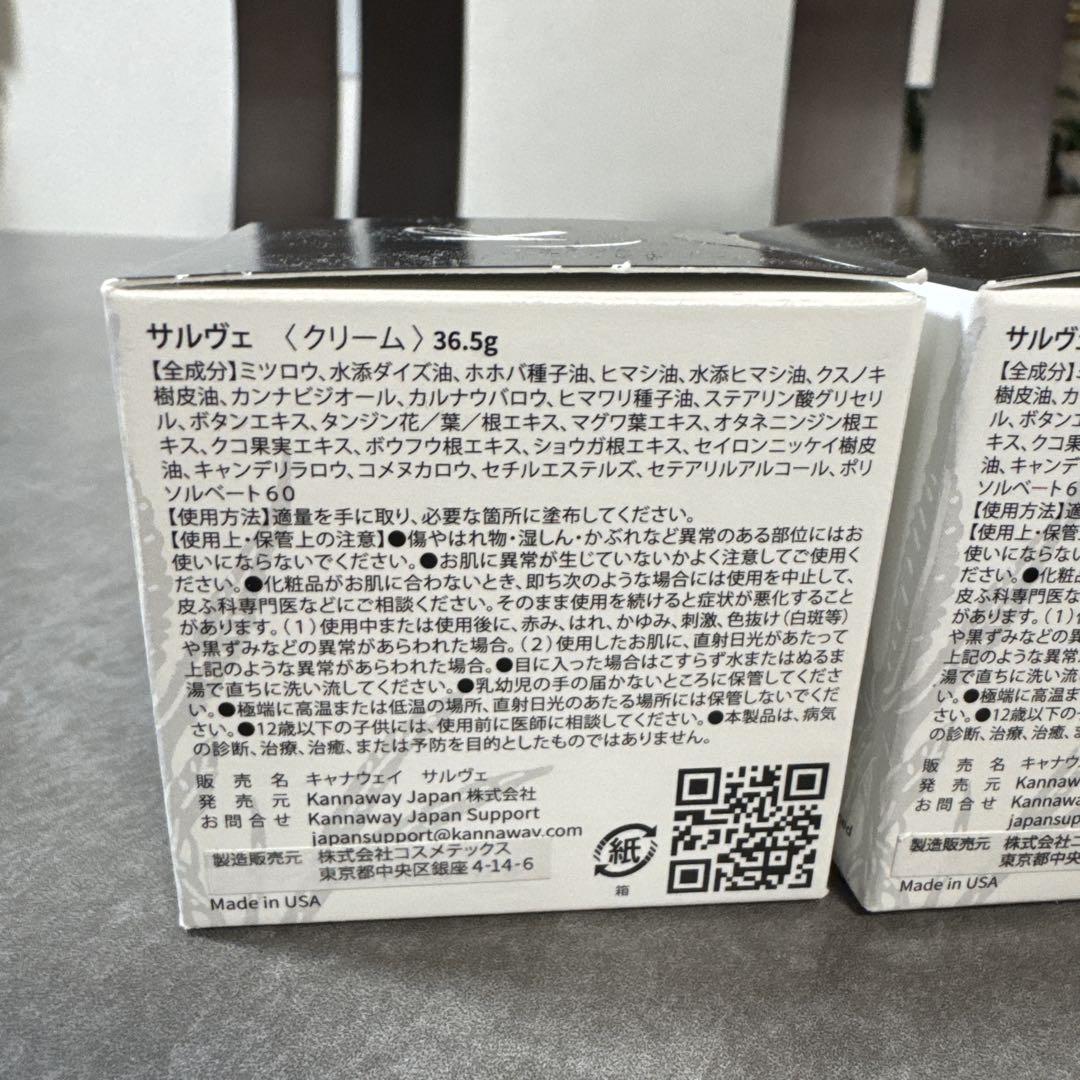 サルヴェ 〈クリーム〉36.5g
【全成分】ミツロウ、水添ダイズ油、ホホバ種子油、ヒマシ油、水添ヒマシ油、クスノキ
樹皮油、カンナビジオール、カルナウバロウ、ヒマワリ種子油、ステアリン酸グリセリ
ル、ボタンエキス、タンジン花／葉／根エキス、マグワ葉エキス、オタネニンジン根エ
キス、クコ果実エキス、ボウフウ根エキス、ショウガ根エキス、セイロンニッケイ樹皮
油、キャンデリラロウ、コメヌカロウ、セチルエステルズ、セテアリルアルコール、ポリ
ソルベート６０
【使用方法】適量を手に取り、必要な箇所に塗布してください。
【使用上・保管上の注意】●傷やはれ物・湿しん・かぶれなど異常のある部位にはお
使いにならないでください。●お肌に異常が生じていないかよく注意してご使用く
ださい。●化粧品がお肌に合わないとき、即ち次のような場合には使用を中止して、
皮ふ科専門医などにご相談ください。そのまま使用を続けると症状が悪化すること
があります。（1）使用中または使用後に、赤み、はれ、かゆみ、刺激、色抜け（白斑等）
や黒ずみなどの異常があらわれた場合。（2）使用したお肌に、直射日光があたって
上記のような異常があらわれた場合。●目に入った場合はこすらず水またはぬるま
湯で直ちに洗い流してください。●乳幼児の手の届かないところに保管してくださ
い。●極端に高温または低温の場所、直射日光のあたる場所には保管しないでくだ
さい。●12歳以下の子供には、使用前に医師に相談してください。●本製品は、病気
の診断、治療、治癒、または予防を目的としたものではありません。
販売名 キャナウェイ サルヴェ
発売元 Kannaway Japan 株式会社
お問合せ Kannaway Japan Support
japansupport@kannaway.com
製造販売元 株式会社コスメテックス
東京都中央区銀座 4-14-6
Made in USA
紙
箱
サルヴェ
【全成分】
樹皮油、カ
ル、ボタン
キス、クコ果
油、キャンデ
ソルベート６
【使用方法】
【使用上・保
使いにならな
ださい。●化粧
皮ふ科専門医
があります。（1）
や黒ずみなどの
上記のような異常
湯で直ちに洗い流
い。●極端に高温
さい。●12歳以下
の診断、治療、治癒、
販売名 キャナウェ
発売元 Kannawa
お問合せ Kannawa
japansu
製造販売元 株式会社コ
東京都中
Made in USA